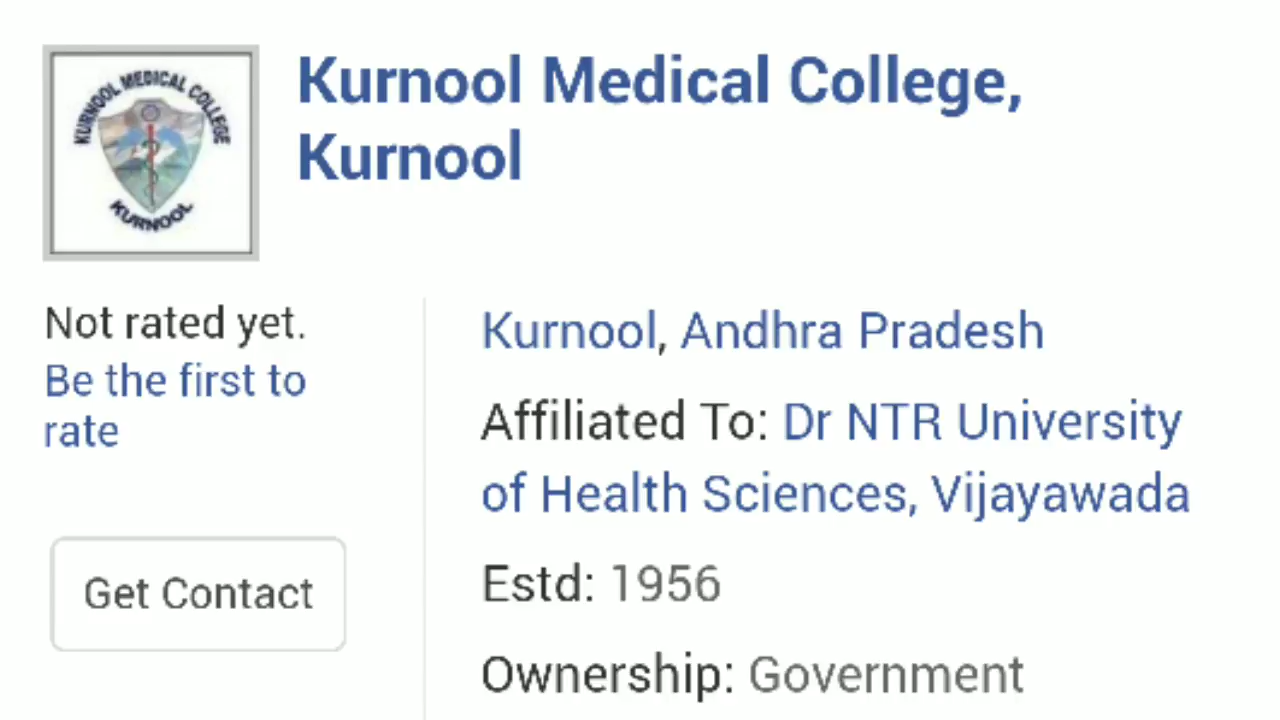 KURNOOL MEDICAL COLLEGE
KURNOOL
Kurnool Medical College,
Kurnool
Not rated yet.
Be the first to
rate
Get Contact
Kurnool, Andhra Pradesh
Affiliated To: Dr NTR University
of Health Sciences, Vijayawada
Estd: 1956
Ownership: Government